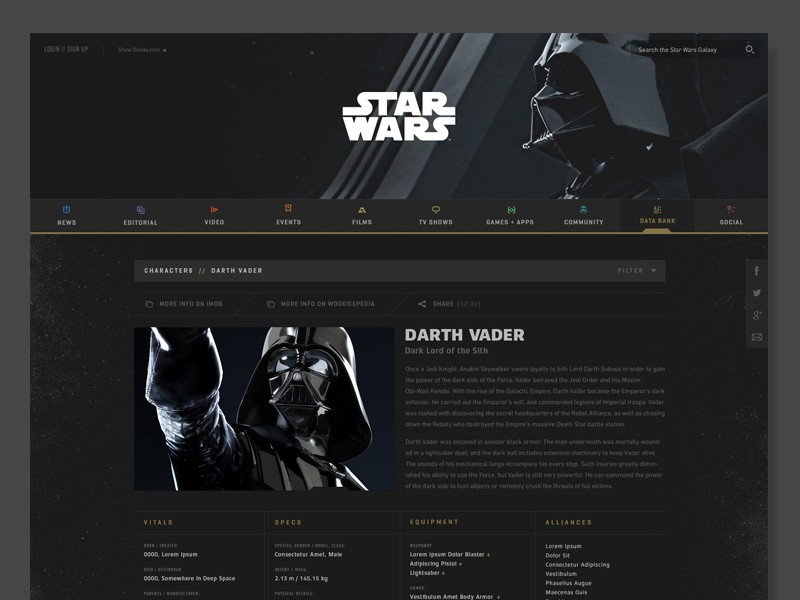 LOGIN // SIGN UP
Show Disney.com
Search the Star Wars Galaxy
STAR
WARS
NEWS
EDITORIAL
VIDEO
EVENTS
FILMS
TV SHOWS
GAMES + APPS
COMMUNITY
DATA BANK
SOCIAL
CHARACTERS // DARTH VADER
FILTER
MORE INFO ON IMDB
MORE INFO ON WOOKIEEPEDIA
SHARE (12.3k)
DARTH VADER
Dark Lord of the Sith
Once a Jedi Knight, Anakin Skywalker swore loyalty to Sith Lord Darth Sidious in order to gain
the power of the dark side of the Force. Vader betrayed the Jedi Order and his Master,
Obi-Wan Kenobi. With the rise of the Galactic Empire, Darth Vader became the Emperor's dark
enforcer. He carried out the Emperor's will, and commanded legions of Imperial troops. Vader
was tasked with discovering the secret headquarters of the Rebel Alliance, as well as chasing
down the Rebels who destroyed the Empire's massive Death Star battle station.
Darth Vader was encased in sinister black armor. The man underneath was mortally wound-
ed in a lightsaber duel, and the dark suit includes extensive machinery to keep Vader alive.
The sounds of his mechanical lungs accompany his every step. Such injuries greatly dimin-
ished his ability to use the Force, but Vader is still very powerful. He can command the power
of the dark side to hurl objects or remotely crush the throats of his victims.
VITALS
BORN / CREATED:
0000, Lorem Ipsum
DIED / DESTROYED:
0000, Somewhere in Deep Space
PARENTS / MANUFACTURER:
SPECS
SPECIES, GENDER / MODEL, CLASS:
Consectetur Amet, Male
HEIGHT + MASS:
2.13 m / 145.15 kg
PHYSICAL DETAILS:
EQUIPMENT
WEAPONRY:
Lorem Ipsum Dolor Blaster +
Adipiscing Pistol +
Lightsaber +
ARMOR:
Vestibulum Amet Body Armor +
ALLIANCES
Lorem Ipsum
Dolor Sit
Consectetur Adipiscing
Vestibulum
Phasellus Augue
Maecenas Quis